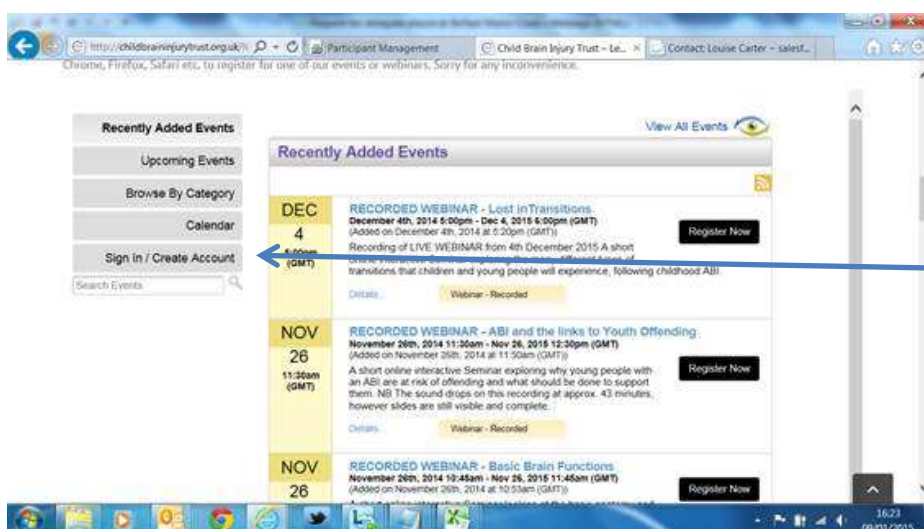 http://childbraininjurytrust.org.uk/
Participant Management
Child Brain Injury Trust - Le...
Contact: Louise Carter ~ salesf...
Chrome, Firefox, Safari etc, to register for one of our events or webinars. Sorry for any inconvenience.
Recently Added Events
Upcoming Events
Browse By Category
Calendar
Sign in / Create Account
Search Events
View All Events
Recently Added Events
DEC
4
5:00pm
(GMT)
RECORDED WEBINAR - Lost inTransitions
December 4th, 2014 5:00pm - Dec 4, 2015 6:00pm (GMT)
(Added on December 4th, 2014 at 5:20pm (GMT))
Recording of LIVE WEBINAR from 4th December 2015 A short
transitions that children and young people will experience, following childhood ABI.
Details...
Webinar - Recorded
Register Now
NOV
26
11:30am
(GMT)
RECORDED WEBINAR - ABI and the links to Youth Offending
November 26th, 2014 11:30am - Nov 26, 2015 12:30pm (GMT)
(Added on November 26th, 2014 at 11:50am (GMT))
A short online interactive Seminar exploring why young people with
an ABI are at risk of offending and what should be done to support
them. NB The sound drops on this recording at approx. 43 minutes,
however slides are still visible and complete.
Details...
Webinar - Recorded
Register Now
NOV
26
RECORDED WEBINAR - Basic Brain Functions
November 26th, 2014 10:45am - Nov 26, 2015 11:45am (GMT)
(Added on November 26th, 2014 at 10:53am (GMT))
Register Now
16:23
09/01/2015